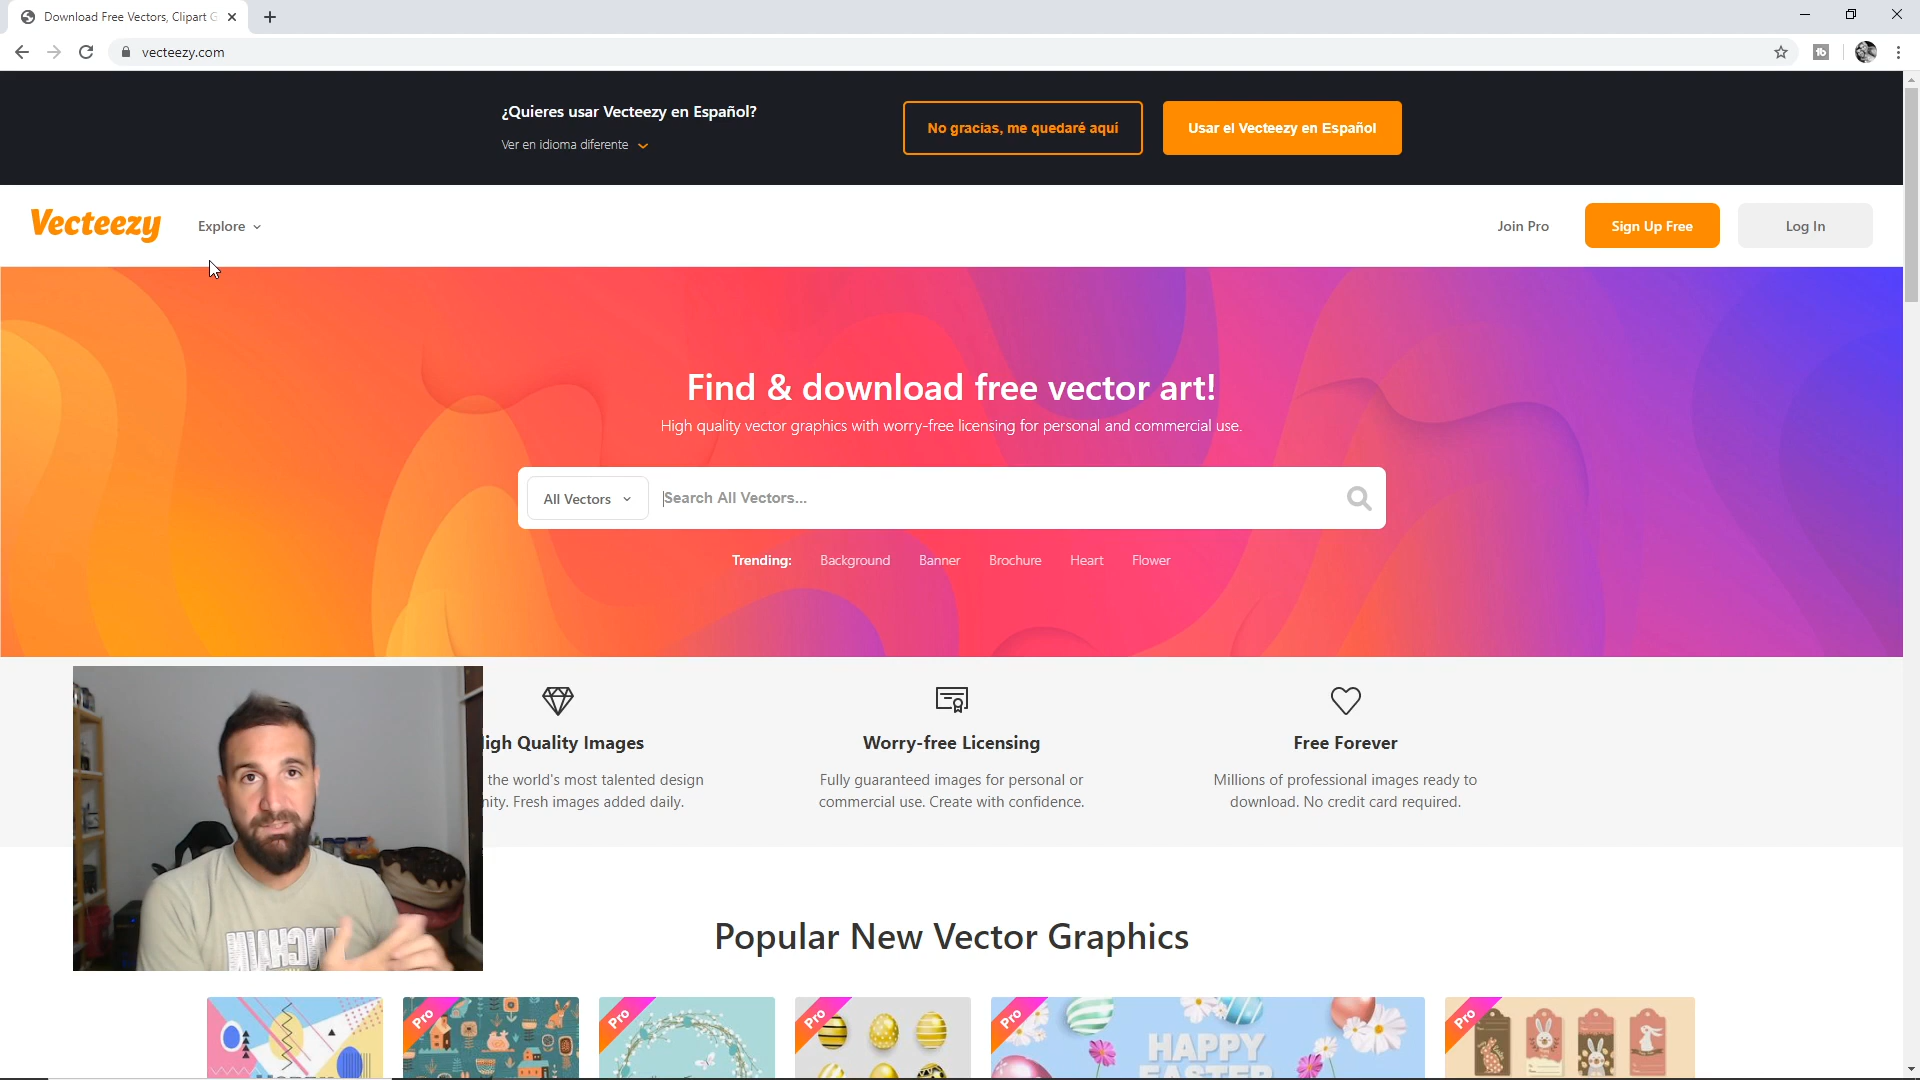 Download Free Vectors, Clipart G
vecteezy.com
¿Quieres usar Vecteezy en Español?
Ver en idioma diferente
No gracias, me quedaré aquí
Usar el Vecteezy en Español
Vecteezy
Explore
Join Pro
Sign Up Free
Log In
Find & download free vector art!
High quality vector graphics with worry-free licensing for personal and commercial use.
All Vectors
Search All Vectors...
Trending:
Background
Banner
Brochure
Heart
Flower
igh Quality Images
the world's most talented design
nity. Fresh images added daily.
Worry-free Licensing
Fully guaranteed images for personal or
commercial use. Create with confidence.
Free Forever
Millions of professional images ready to
download. No credit card required.
Popular New Vector Graphics
Pro
Pro
Pro
Pro
HAPPY
EASTER
Pro